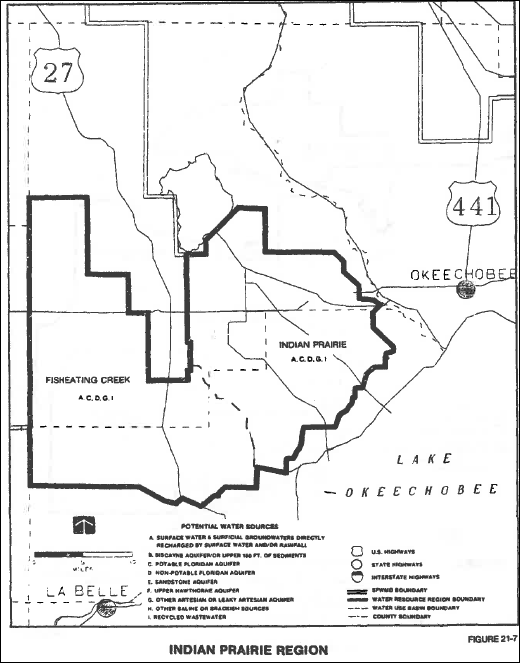 27
441
OKEECHOBEE
INDIAN PRAIRIE
A, C, D, G, I
FISHEATING CREEK
A, C, D, G, I
LAKE
OKEECHOBEE
POTENTIAL WATER SOURCES
A. SURFACE WATER & SURFICIAL GROUNDWATERS DIRECTLY
RECHARGED BY SURFACE WATER AND/OR RAINFALL
B. BISCAYNE AQUIFER/OR UPPER 150 FT. OF SEDIMENTS
C. POTABLE FLORIDAN AQUIFER
D. NON-POTABLE FLORIDAN AQUIFER
E. SANDSTONE AQUIFER
F. UPPER HAWTHORNE AQUIFER
G. OTHER ARTESIAN OR LEAKY ARTESIAN AQUIFER
H. OTHER SALINE OR BRACKISH SOURCES
I. RECYCLED WASTEWATER
MILES
LA BELLE
U.S. HIGHWAYS
STATE HIGHWAYS
INTERSTATE HIGHWAYS
SFWMD BOUNDARY
WATER RESOURCE REGION BOUNDARY
WATER USE BASIN BOUNDARY
COUNTY BOUNDARY
FIGURE 21-7
INDIAN PRAIRIE REGION